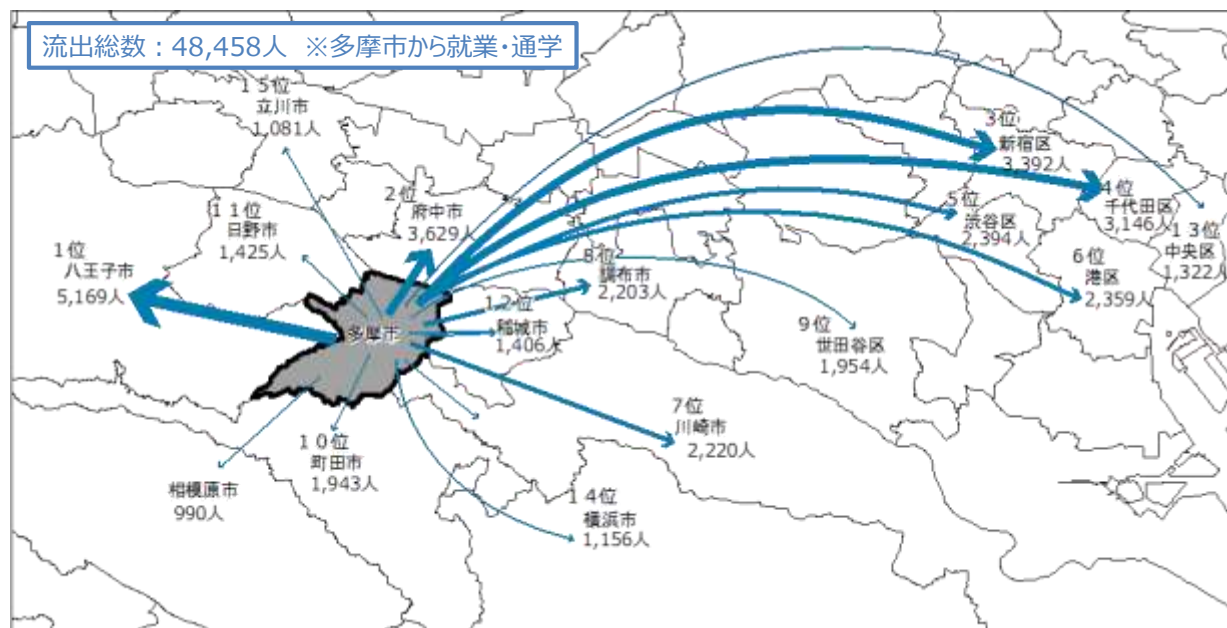 流出総数：48,458人 ※多摩市から就業・通学
１５位
立川市
1,081人
3位
新宿区
3,392人
2位
府中市
3,629人
4位
千代田区
3,146人
5位
渋谷区
2,394人
１１位
日野市
1,425人
１３位
中央区
1,322人
1位
八王子市
5,169人
6位
港区
2,359人
8位
調布市
2,203人
１２位
稲城市
1,406人
多摩市
9位
世田谷区
1,954人
7位
川崎市
2,220人
１０位
町田市
1,943人
相模原市
990人
１４位
横浜市
1,156人